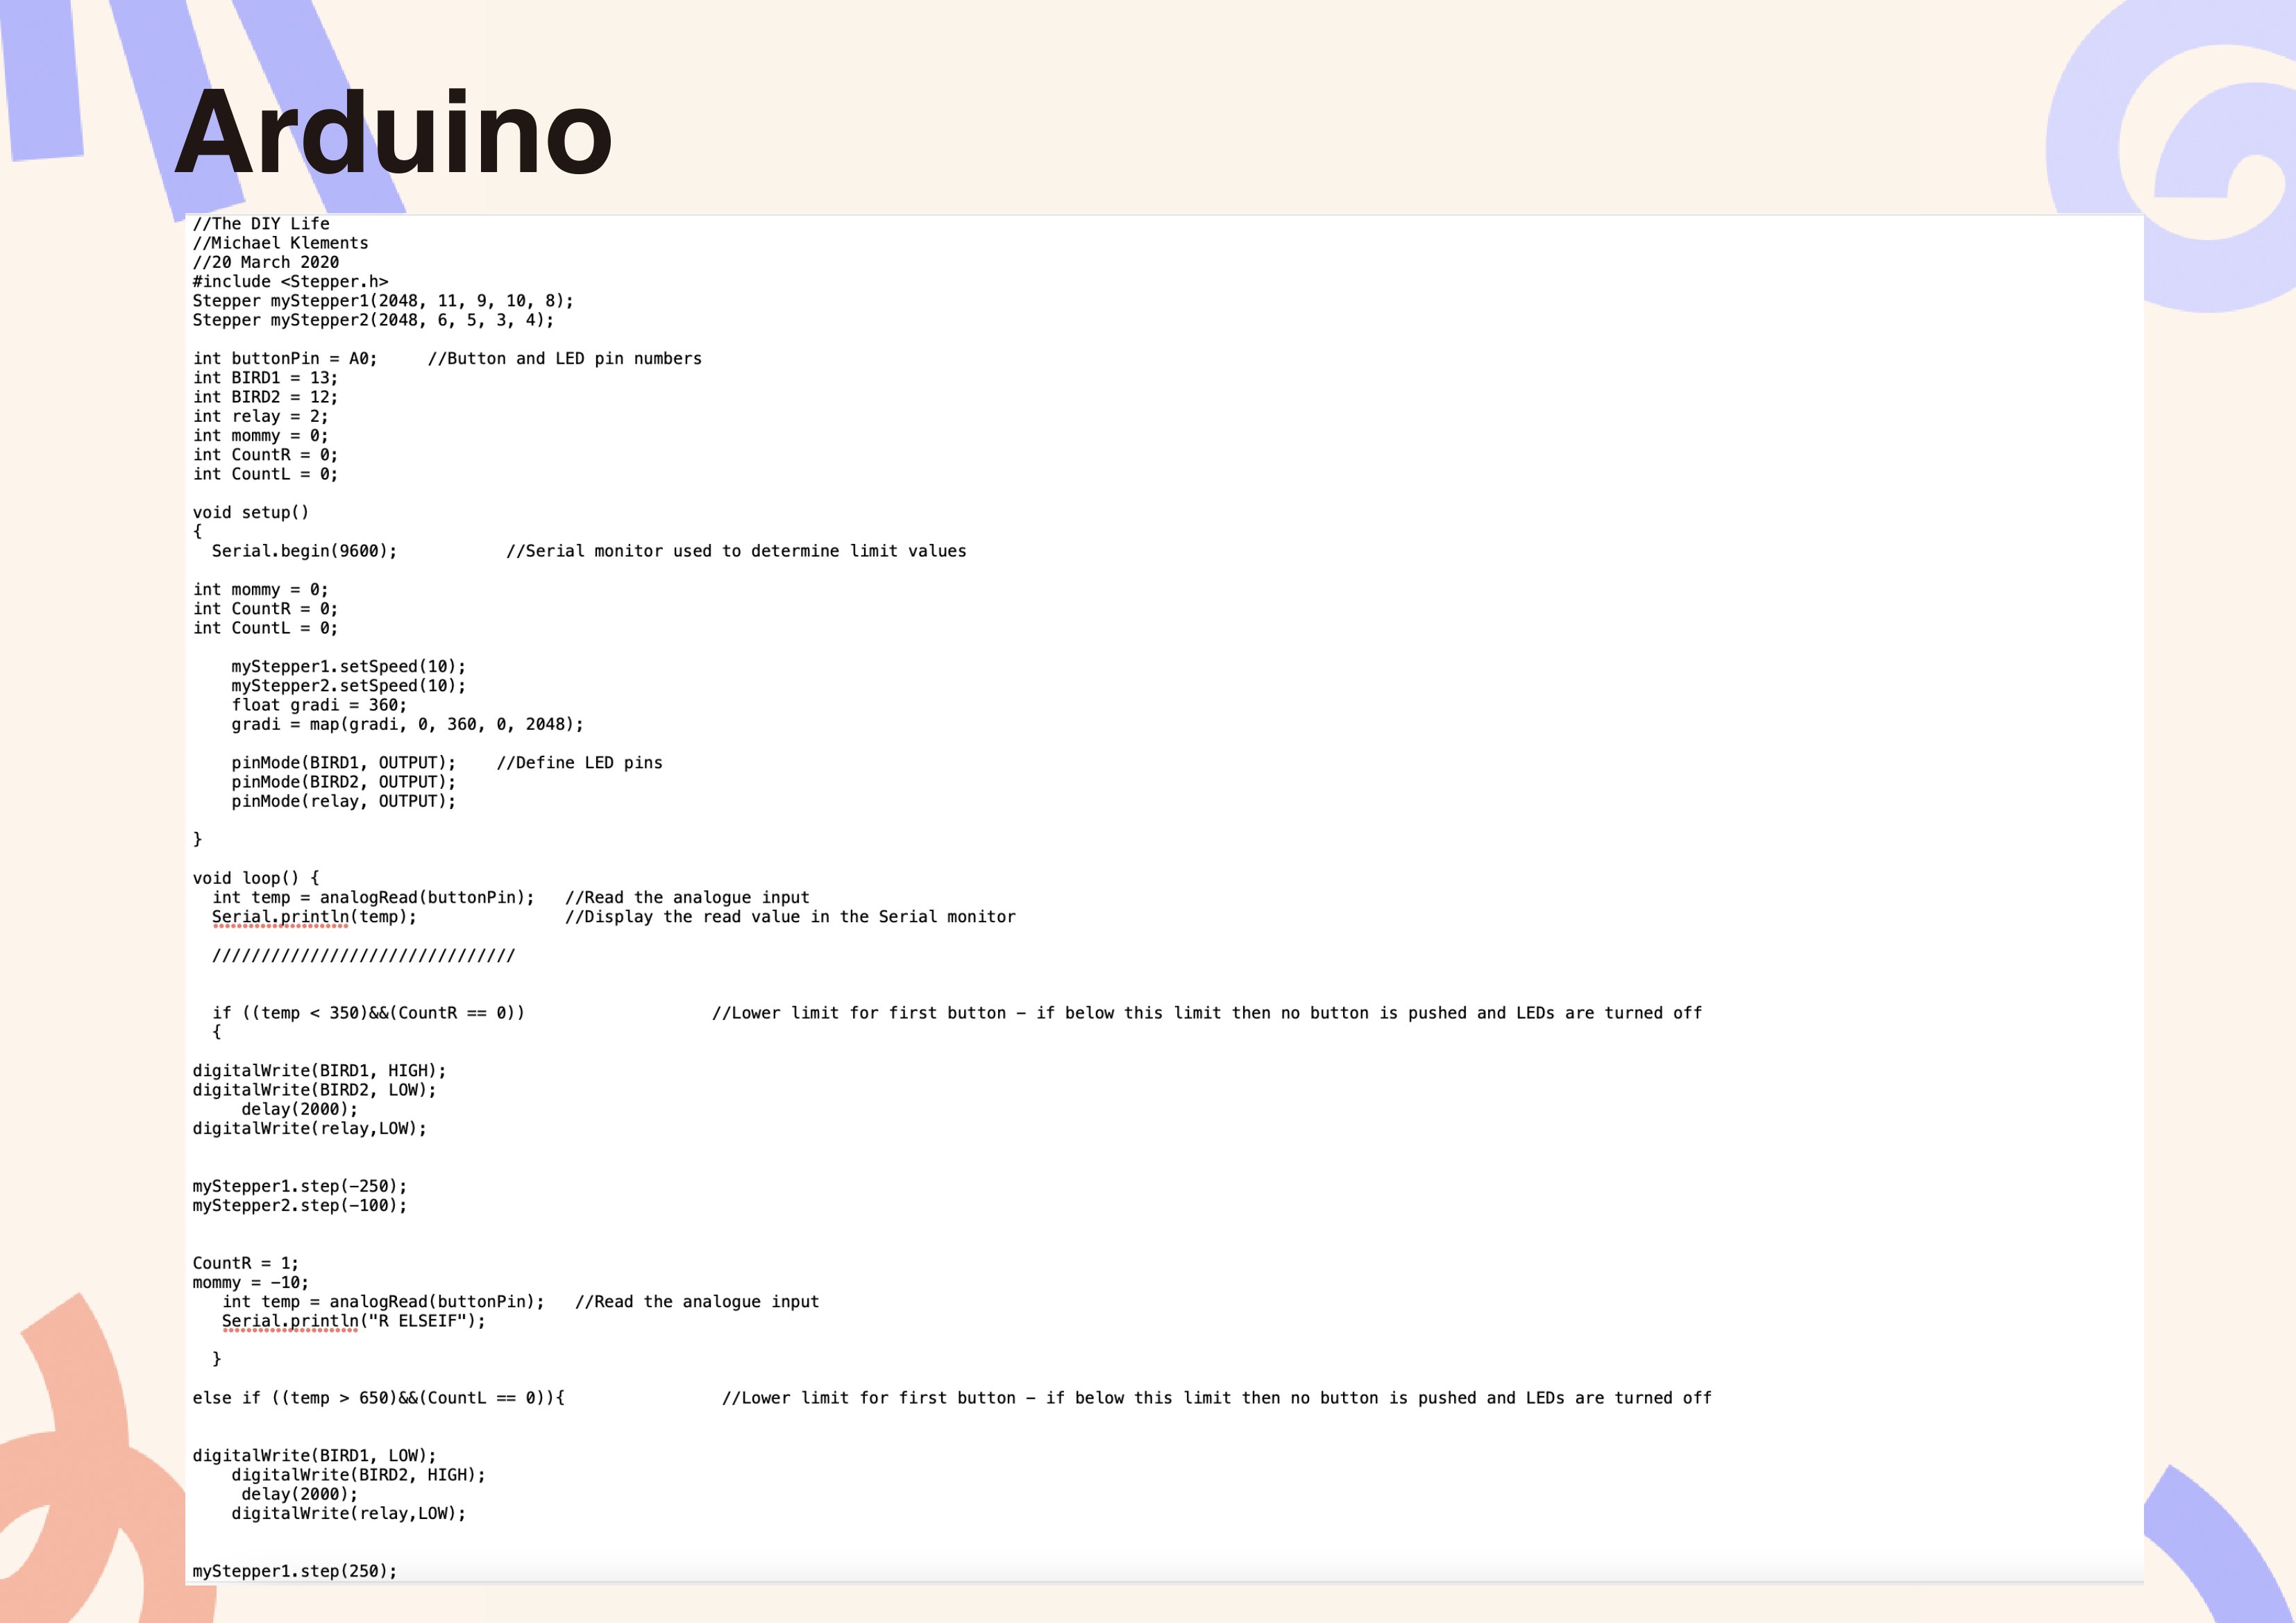 Arduino
//The DIY Life
//Michael Klements
//20 March 2020
#include <Stepper.h>
Stepper myStepper1(2048, 11, 9, 10, 8);
Stepper myStepper2(2048, 6, 5, 3, 4);
int buttonPin = A0;     //Button and LED pin numbers
int BIRD1 = 13;
int BIRD2 = 12;
int relay = 2;
int mommy = 0;
int CountR = 0;
int CountL = 0;
void setup()
{
  Serial.begin(9600);           //Serial monitor used to determine limit values
int mommy = 0;
int CountR = 0;
int CountL = 0;
    myStepper1.setSpeed(10);
    myStepper2.setSpeed(10);
    float gradi = 360;
    gradi = map(gradi, 0, 360, 0, 2048);
    pinMode(BIRD1, OUTPUT);    //Define LED pins
    pinMode(BIRD2, OUTPUT);
    pinMode(relay, OUTPUT);
}
void loop() {
  int temp = analogRead(buttonPin);   //Read the analogue input
  Serial.println(temp);               //Display the read value in the Serial monitor
  ///////////////////////////////
  if ((temp < 350)&&(CountR == 0))                   //Lower limit for first button – if below this limit then no button is pushed and LEDs are turned off
  {
digitalWrite(BIRD1, HIGH);
digitalWrite(BIRD2, LOW);
     delay(2000);
digitalWrite(relay,LOW);
myStepper1.step(-250);
myStepper2.step(-100);
CountR = 1;
mommy = -10;
   int temp = analogRead(buttonPin);   //Read the analogue input
   Serial.println("R ELSEIF");
  }
else if ((temp > 650)&&(CountL == 0)){                //Lower limit for first button – if below this limit then no button is pushed and LEDs are turned off
digitalWrite(BIRD1, LOW);
    digitalWrite(BIRD2, HIGH);
     delay(2000);
    digitalWrite(relay,LOW);
myStepper1.step(250);